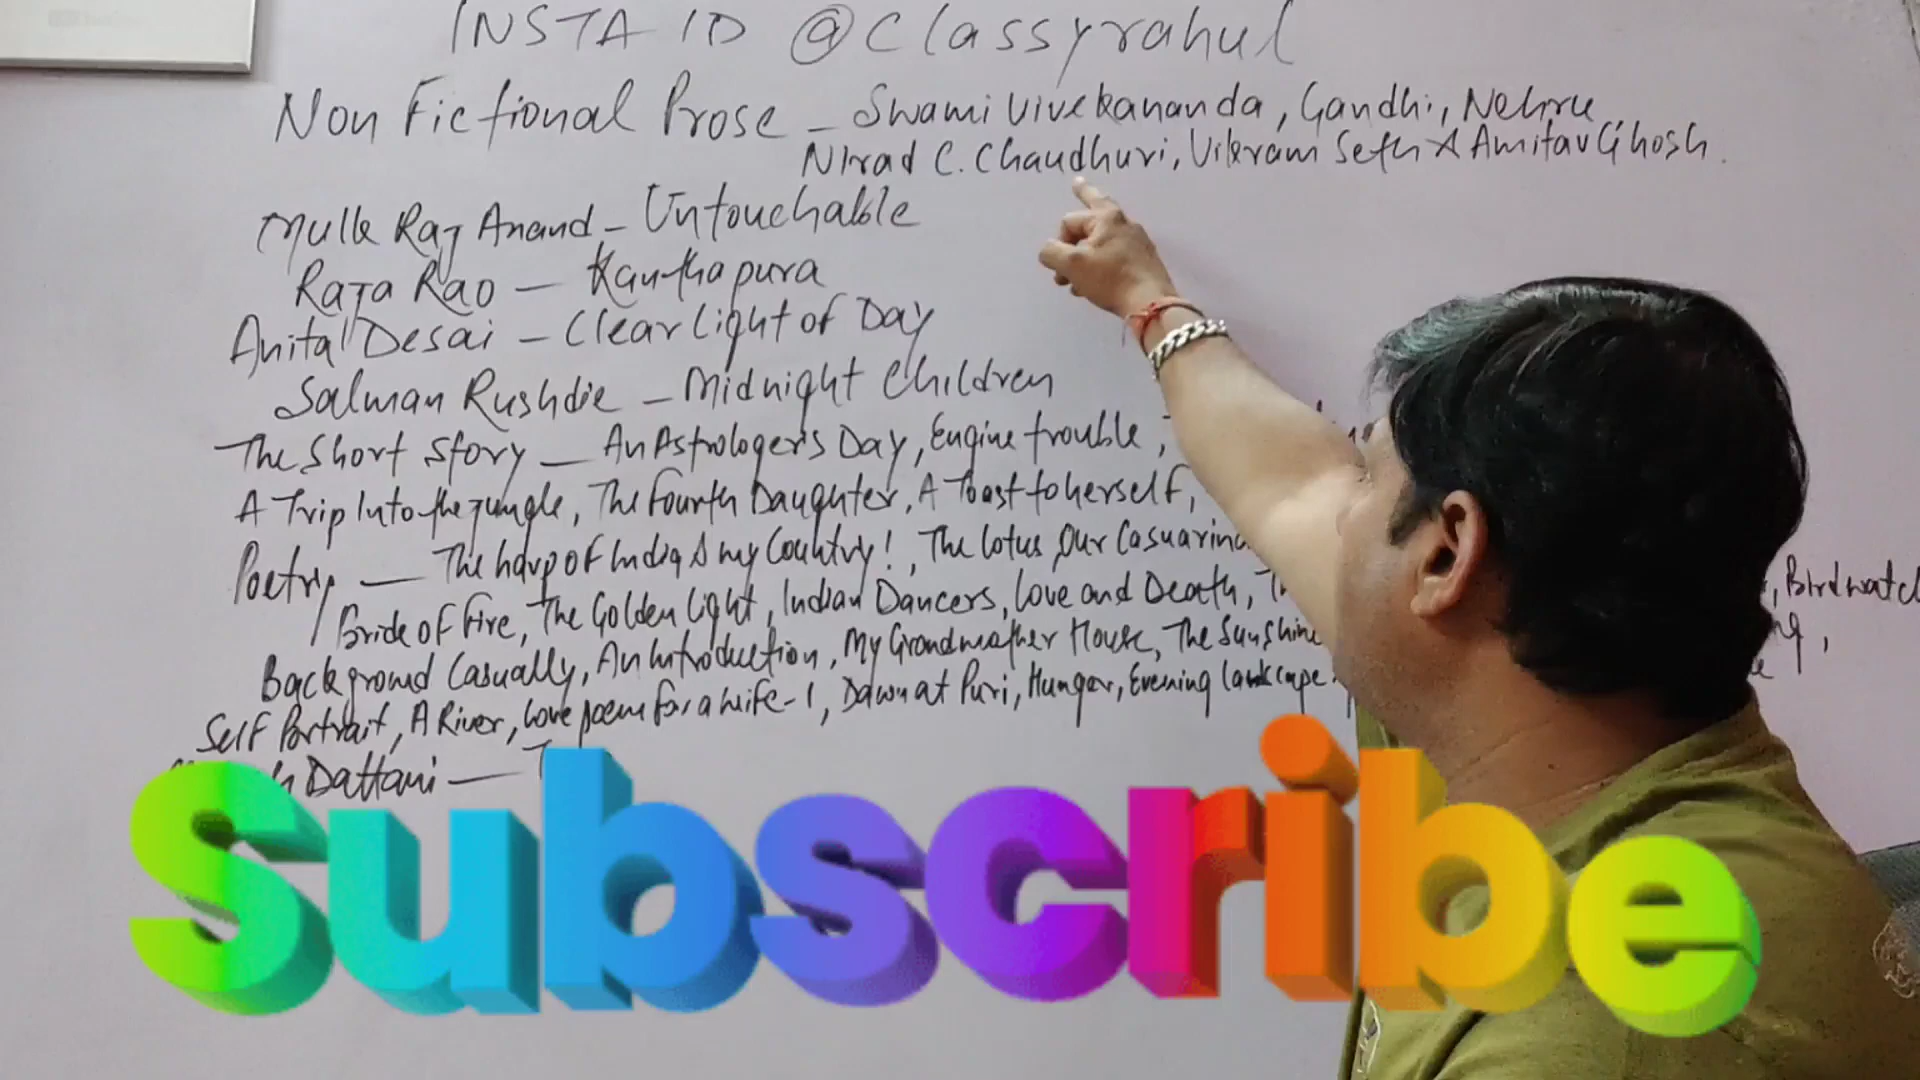 INSTA ID @Classyrahul
Non Fictional Prose - Swami Vivekananda, Gandhi, Nehru,
Nirad C. Chaudhuri, Vikram Seth & Amitav Ghosh.
Mulk Raj Anand - Untouchable
Raja Rao - Kanthapura
Anita Desai - Clear Light of Day
Salman Rushdie - Midnight Children
The Short Story - An Astrologer's Day, Engine trouble,
A Trip Into the jungle, The Fourth Daughter, A Toast to herself,
Poetry - The harp of India & my Country!, The Lotus, Our Casuarina
Bride of Fire, The Golden Light, Indian Dancers, Love and Death, Birdwatch
Background Casually, An Introduction, My Grandmother House, The Sunshine
Self Portrait, A River, Love poem for a wife-1, Dawn at Puri, Hunger, Evening landscape
Dattani -
Subscribe